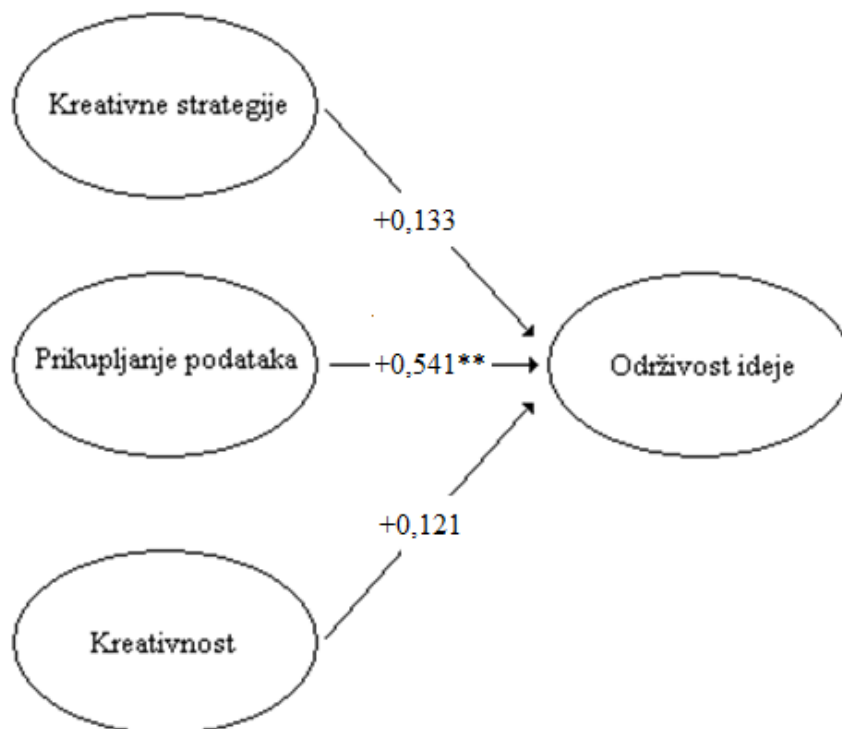 Kreativne strategije
+0,133
Prikupljanje podataka
+0,541**
Održivost ideje
+0,121
Kreativnost